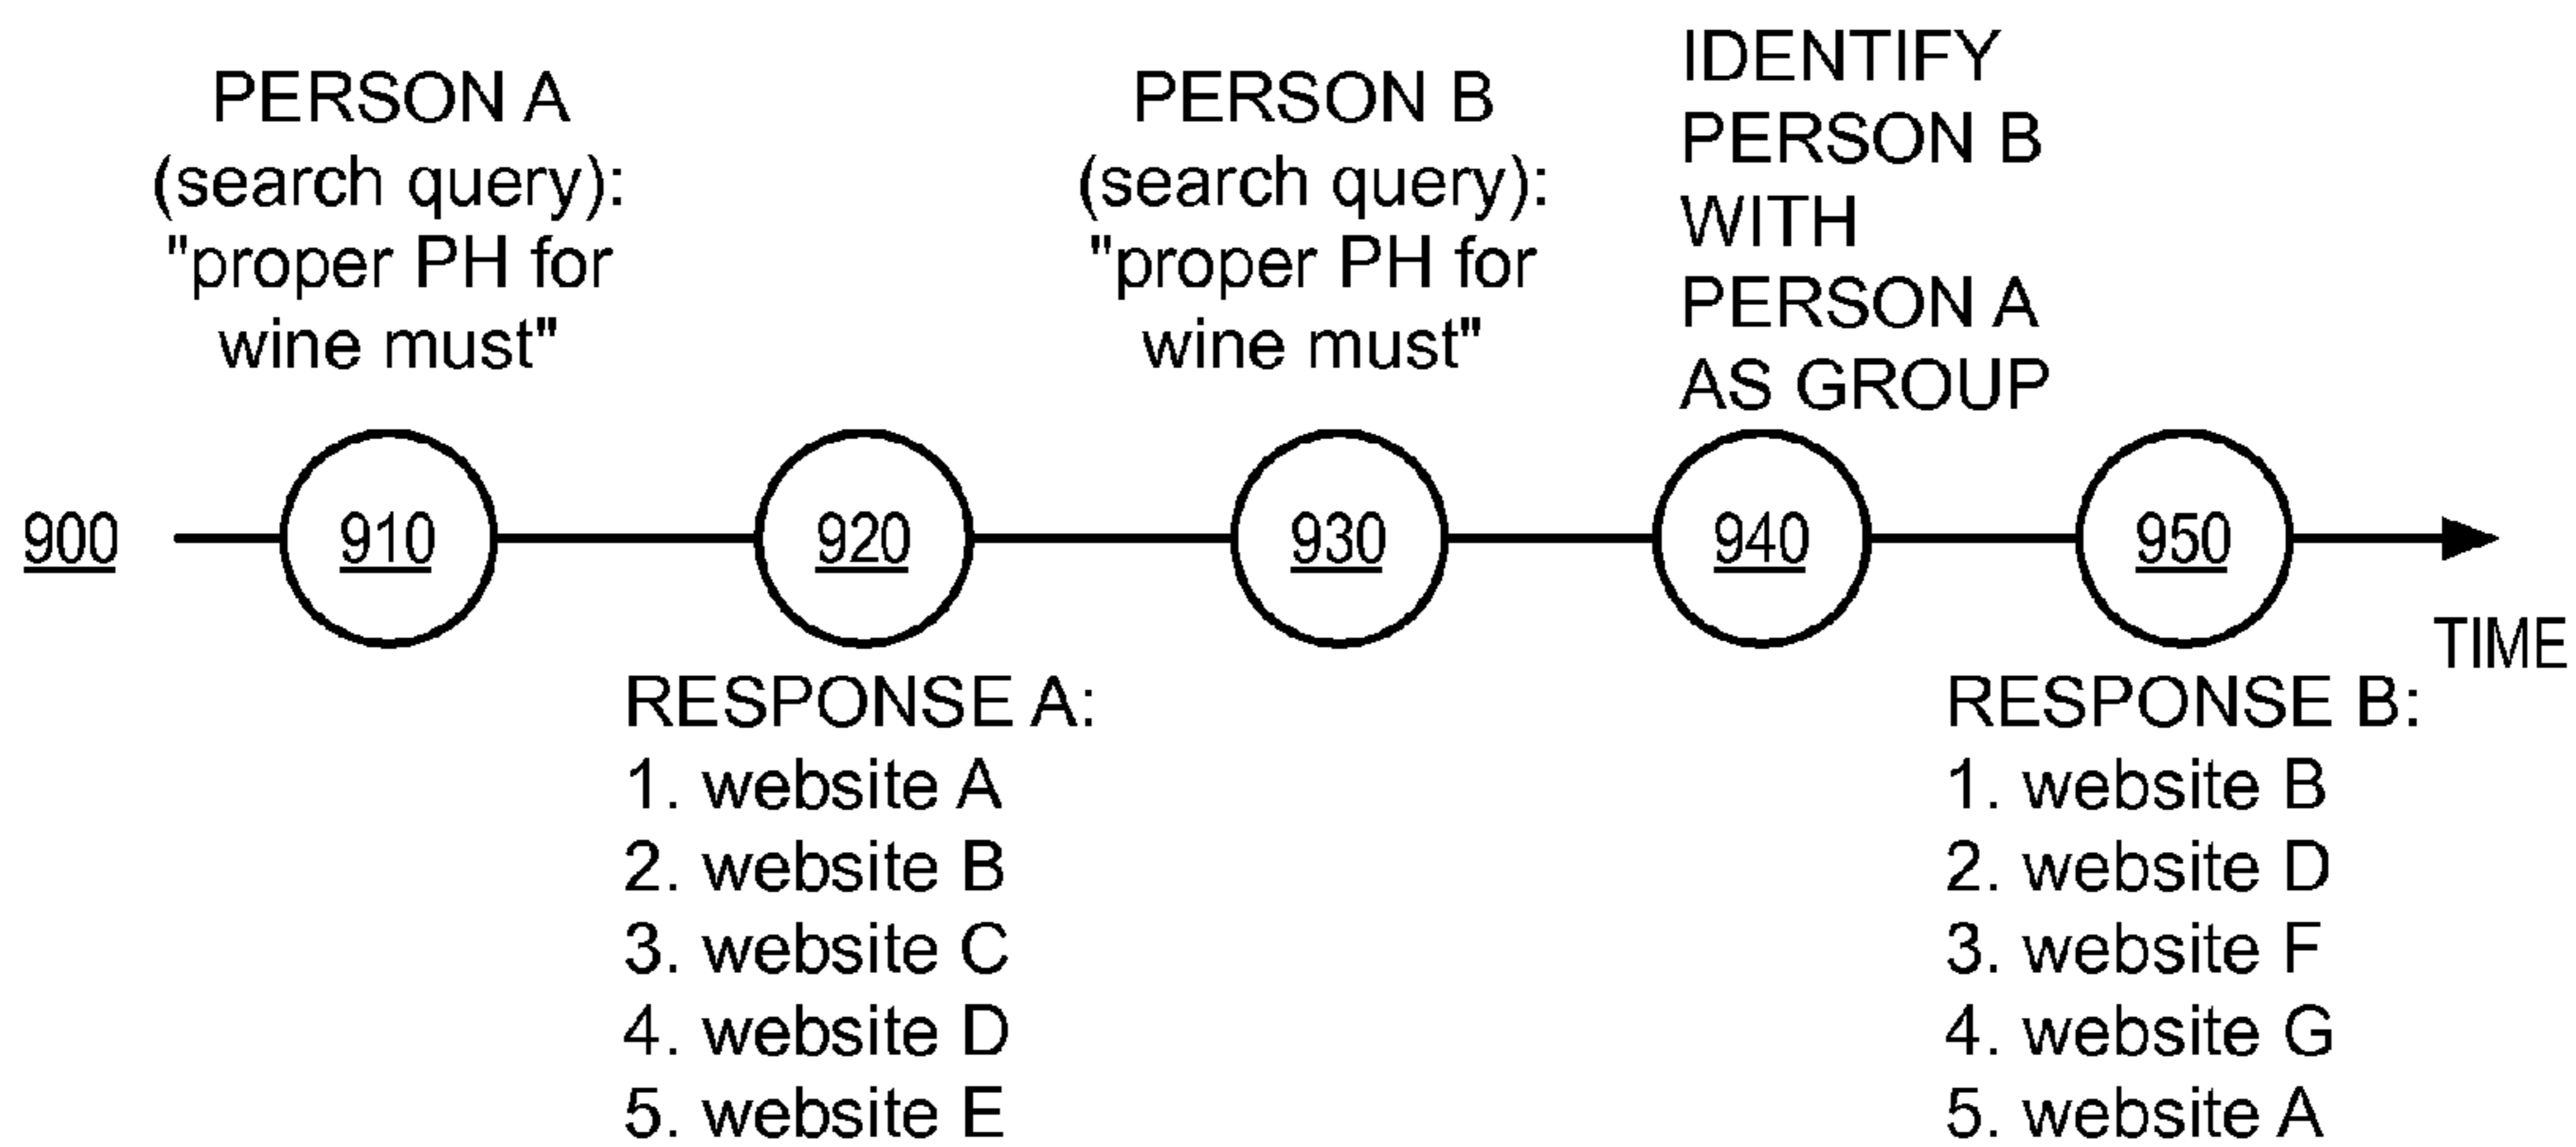 PERSON A
(search query):
"proper PH for
wine must"
PERSON B
(search query):
"proper PH for
wine must"
IDENTIFY
PERSON B
WITH
PERSON A
AS GROUP
900
910
920
930
940
950
TIME
RESPONSE A:
1. website A
2. website B
3. website C
4. website D
5. website E
RESPONSE B:
1. website B
2. website D
3. website F
4. website G
5. website A